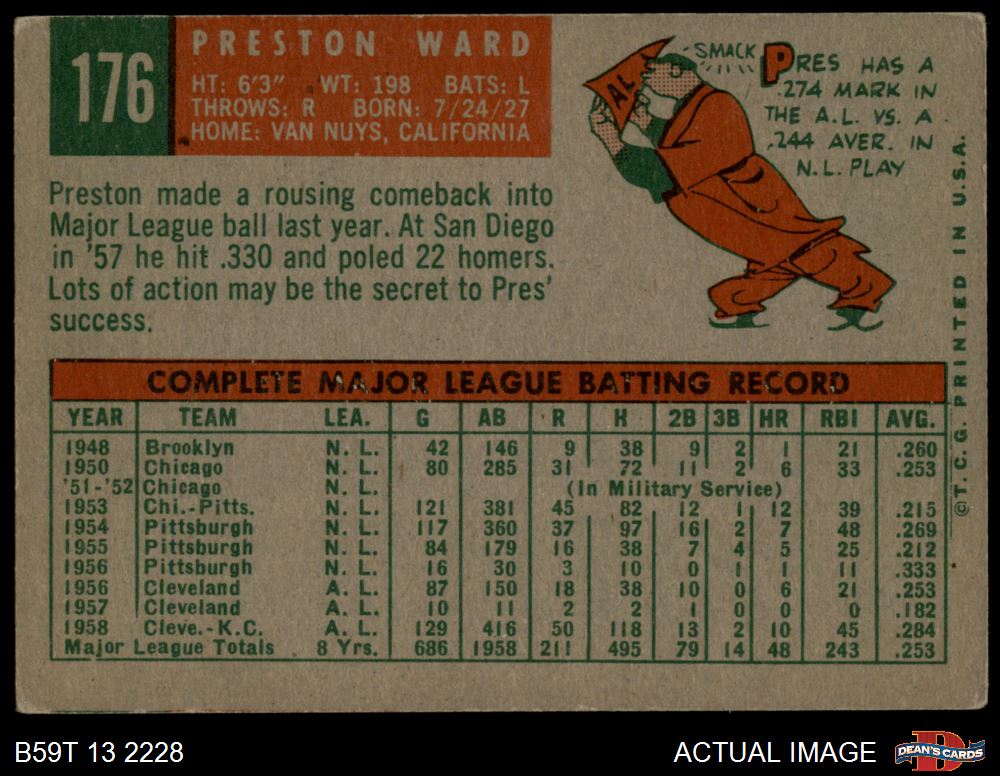 176
PRESTON WARD
HT: 6'3" WT: 198 BATS: L
THROWS: R BORN: 7/24/27
HOME: VAN NUYS, CALIFORNIA
Preston made a rousing comeback into
Major League ball last year. At San Diego
in '57 he hit .330 and poled 22 homers.
Lots of action may be the secret to Pres'
success.
AL
SMACK
PRES HAS A
.274 MARK IN
THE A.L. VS. A
.244 AVER. IN
N.L. PLAY
©T.C.G. PRINTED IN U.S.A.
COMPLETE MAJOR LEAGUE BATTING RECORD
YEAR TEAM LEA. G AB R H 2B 3B HR RBI AVG.
1948 Brooklyn N. L. 42 146 9 38 9 2 1 21 .260
1950 Chicago N. L. 80 285 31 72 11 2 6 33 .253
'51-'52 Chicago (In Military Service)
1953 Chi.-Pitts. N. L. 121 381 45 82 12 1 12 39 .215
1954 Pittsburgh N. L. 117 360 37 97 16 2 7 48 .269
1955 Pittsburgh N. L. 84 179 16 38 7 4 5 25 .212
1956 Pittsburgh N. L. 16 30 3 10 0 1 1 11 .333
1956 Cleveland A. L. 87 150 18 38 10 0 6 21 .253
1957 Cleveland A. L. 10 11 2 2 1 0 0 0 .182
1958 Cleve.-K.C. A. L. 129 416 50 118 13 2 10 45 .284
Major League Totals 8 Yrs. 686 1958 211 495 79 14 48 243 .253
B59T 13 2228
ACTUAL IMAGE
DEAN'S CARDS